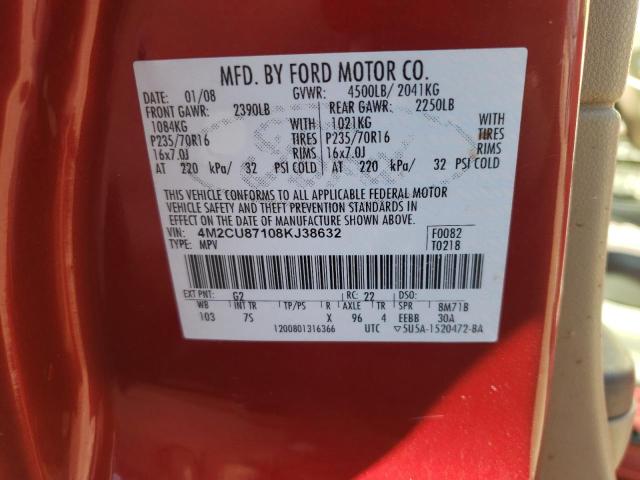 MFD. BY FORD MOTOR CO.
DATE: 01/08 GVWR: 4500LB/ 2041KG
FRONT GAWR: 2390LB REAR GAWR: 2250LB
1084KG WITH 1021KG WITH
P235/70R16 TIRES P235/70R16 TIRES
16x7.0J RIMS 16x7.0J RIMS
AT 220 kPa/ 32 PSI COLD AT 220 kPa/ 32 PSI COLD
THIS VEHICLE CONFORMS TO ALL APPLICABLE FEDERAL MOTOR
VEHICLE SAFETY AND THEFT PREVENTION STANDARDS IN
EFFECT ON THE DATE OF MANUFACTURE SHOWN ABOVE.
VIN: 4M2CU87108KJ38632 F0082
TYPE: MPV T0218
EXT PNT: G2 RC: 22 DSO:
WB INT TR TP/PS R AXLE TR SPR 8M71B
103 7S X 96 4 EEBB 30A
1200801316366 UTC ▽5U5A-1520472-8A